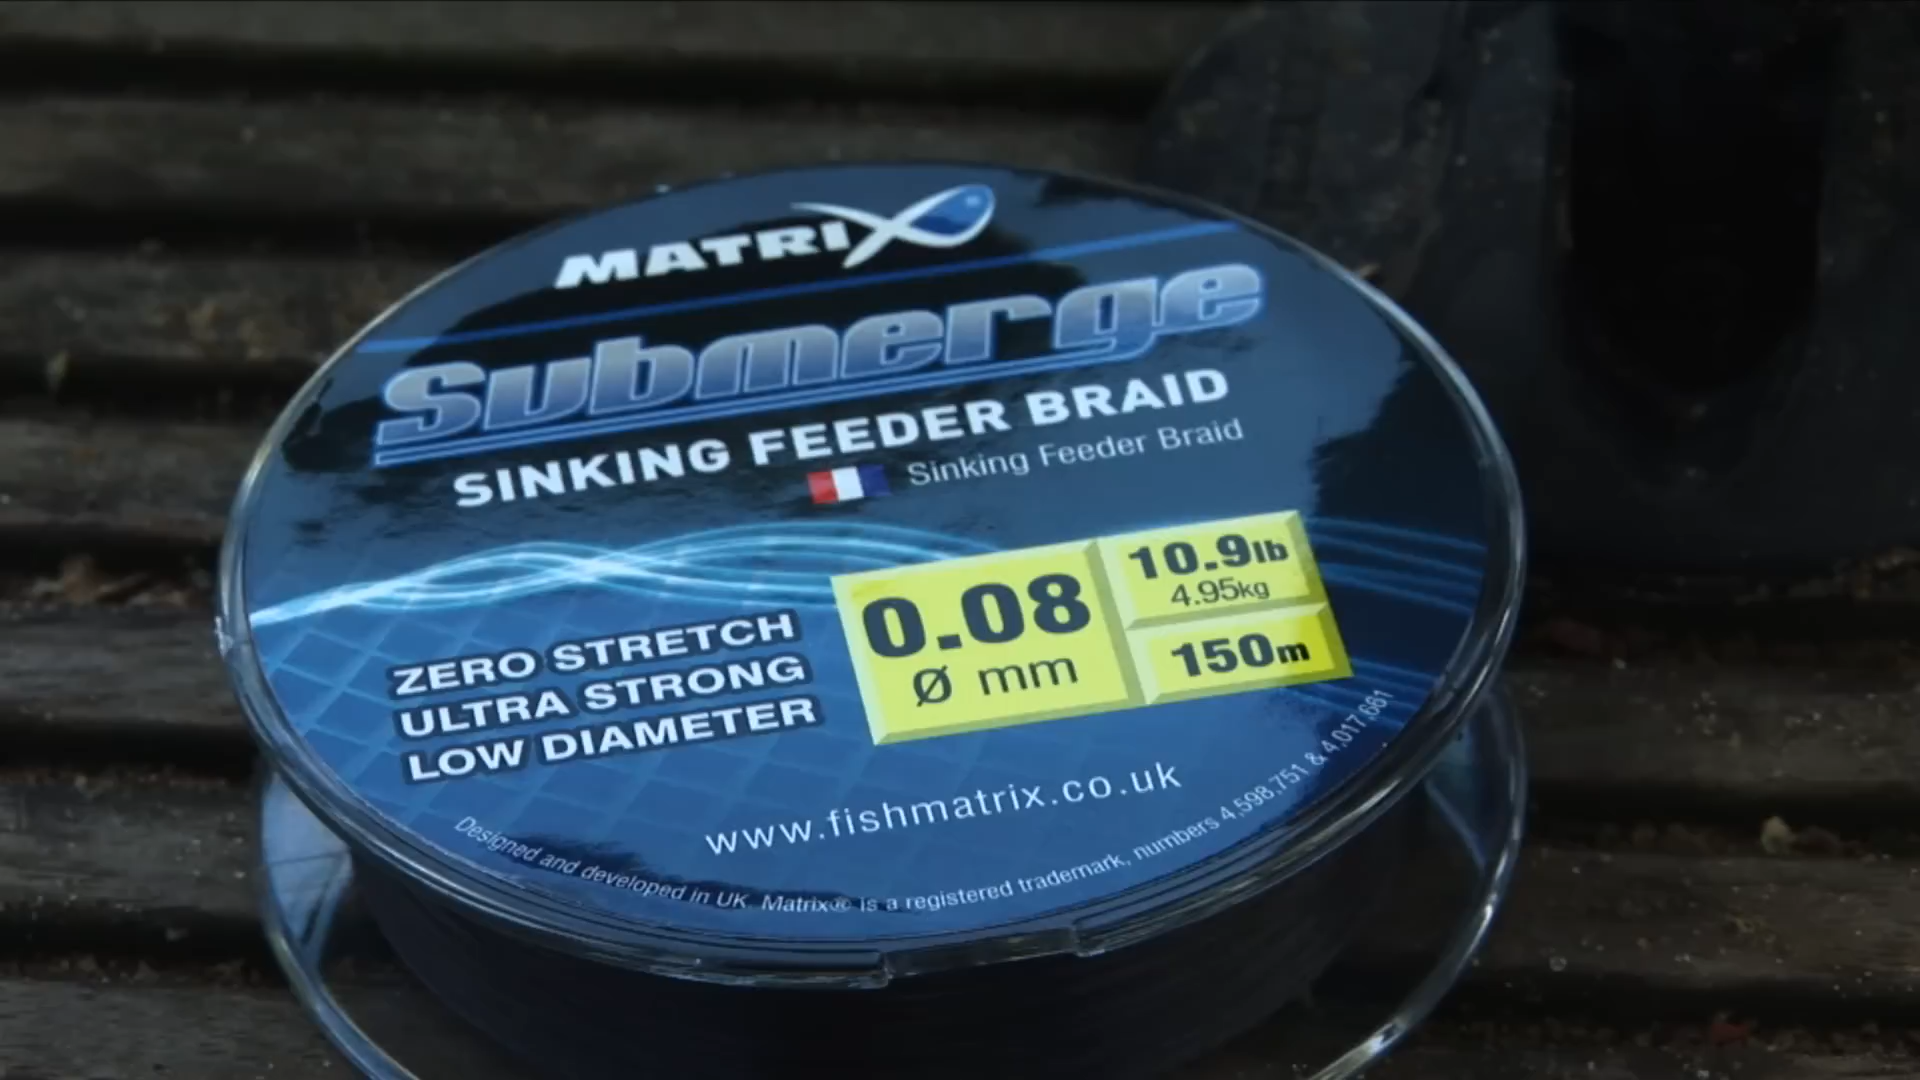 MATRIX
Submerge
SINKING FEEDER BRAID
Sinking Feeder Braid
ZERO STRETCH
ULTRA STRONG
LOW DIAMETER
0.08
Ø mm
10.9lb
4.95kg
150m
www.fishmatrix.co.uk
Designed and developed in UK Matrix® is a registered trademark, numbers 4,598,751 & 4,017,661